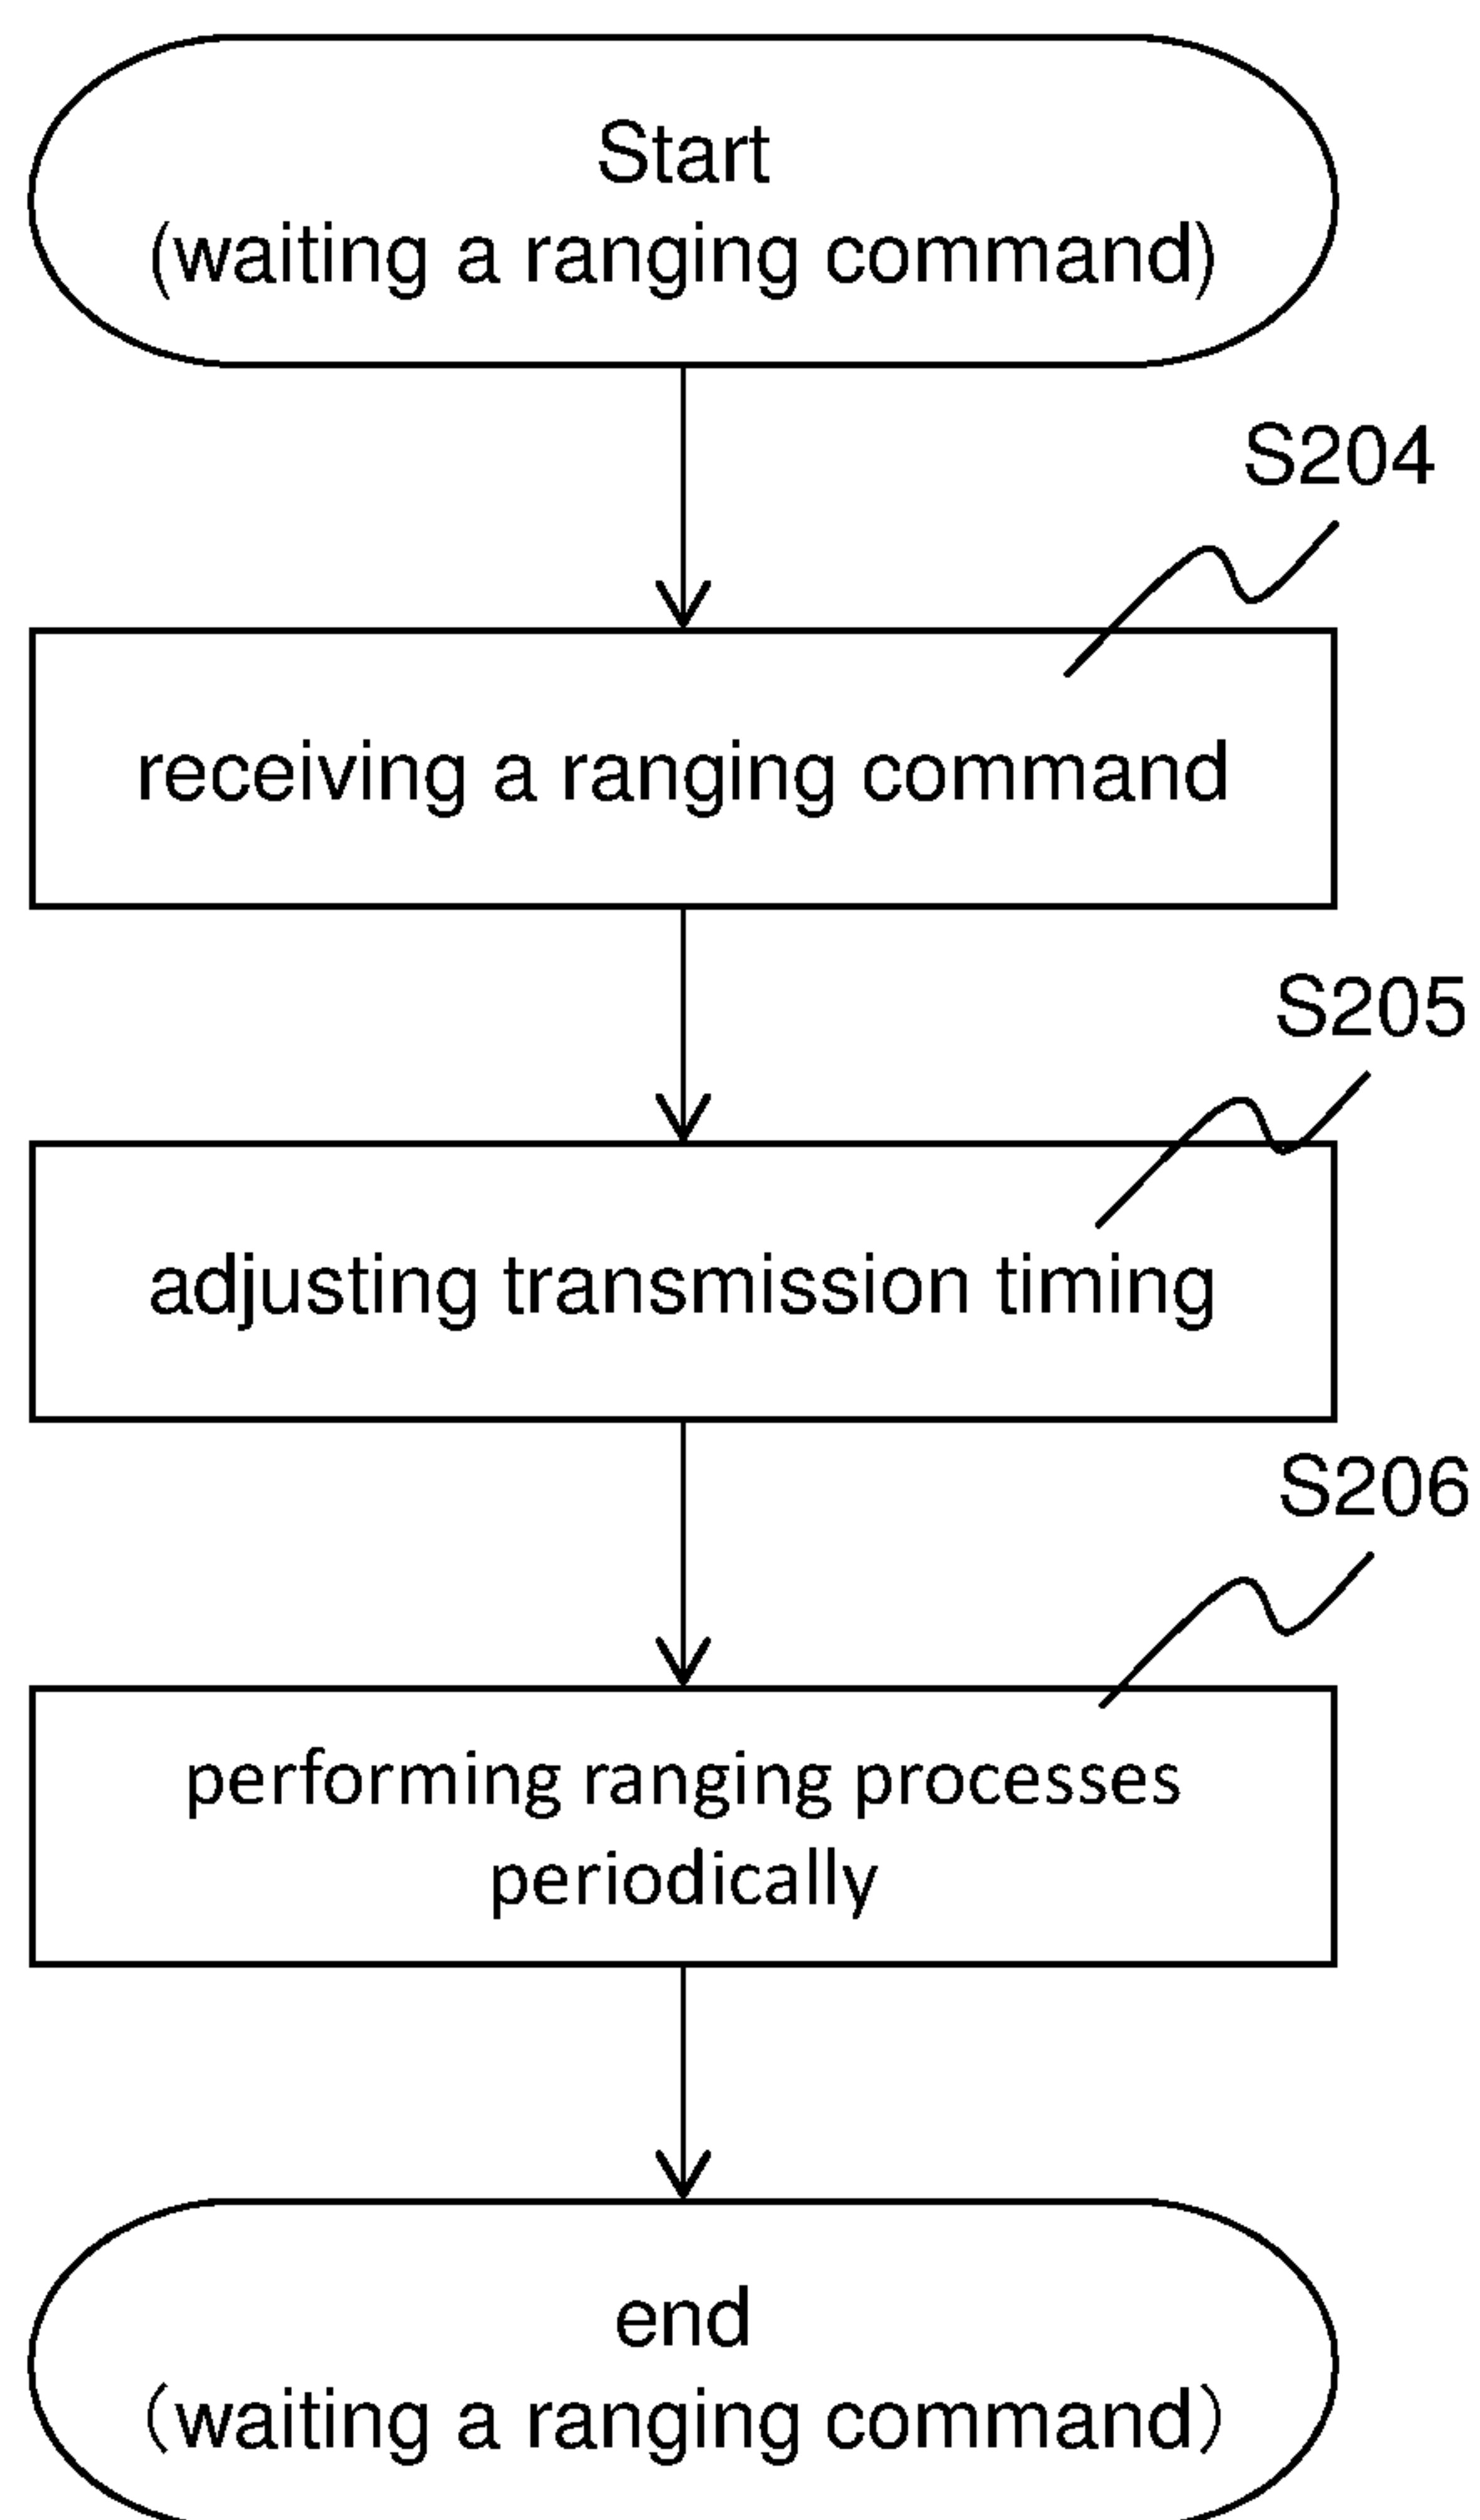 Start
(waiting a ranging command)
S204
receiving a ranging command
S205
adjusting transmission timing
S206
performing ranging processes
periodically
end
(waiting a ranging command)